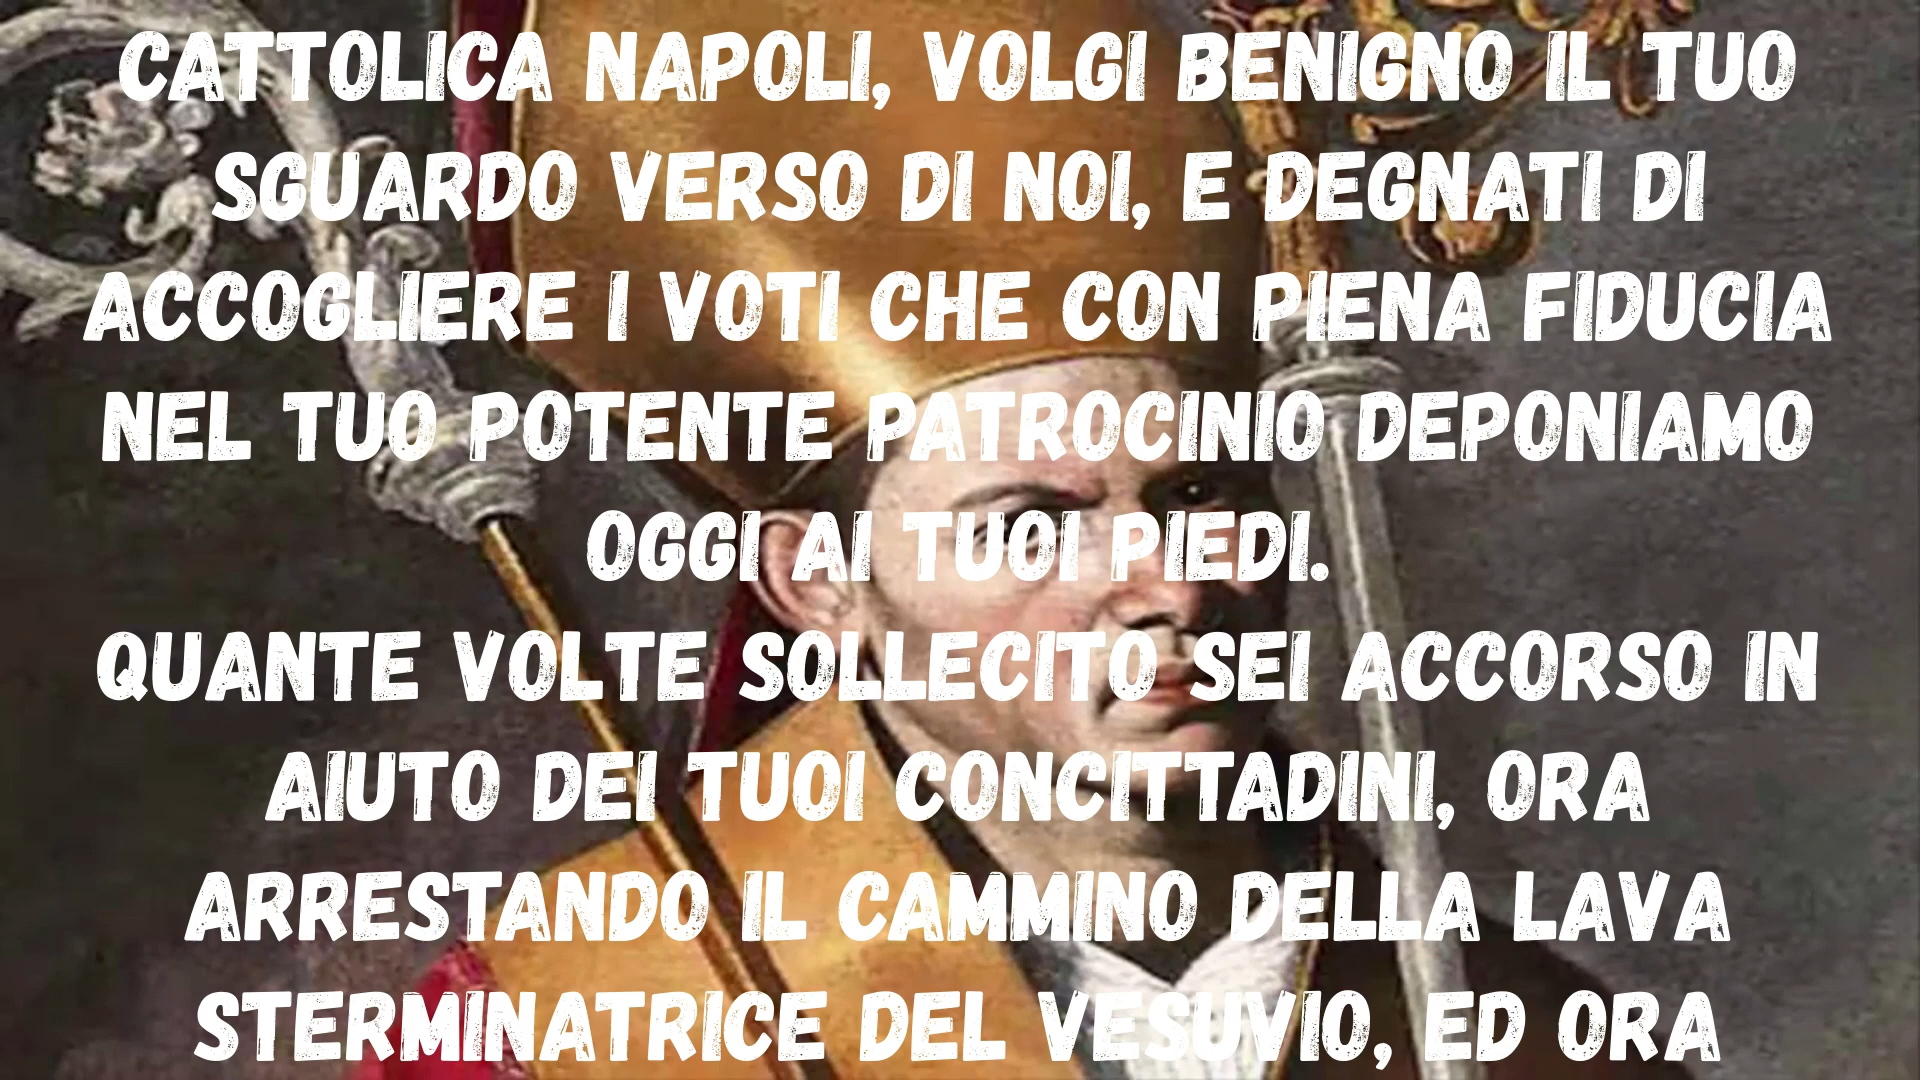 CATTOLICA NAPOLI, VOLGI BENIGNO IL TUO
SGUARDO VERSO DI NOI, E DEGNATI DI
ACCOGLIERE I VOTI CHE CON PIENA FIDUCIA
NEL TUO POTENTE PATROCINIO DEPONIAMO
OGGI AI TUOI PIEDI.
QUANTE VOLTE SOLLECITO SEI ACCORSO IN
AIUTO DEI TUOI CONCITTADINI, ORA
ARRESTANDO IL CAMMINO DELLA LAVA
STERMINATRICE DEL VESUVIO, ED ORA